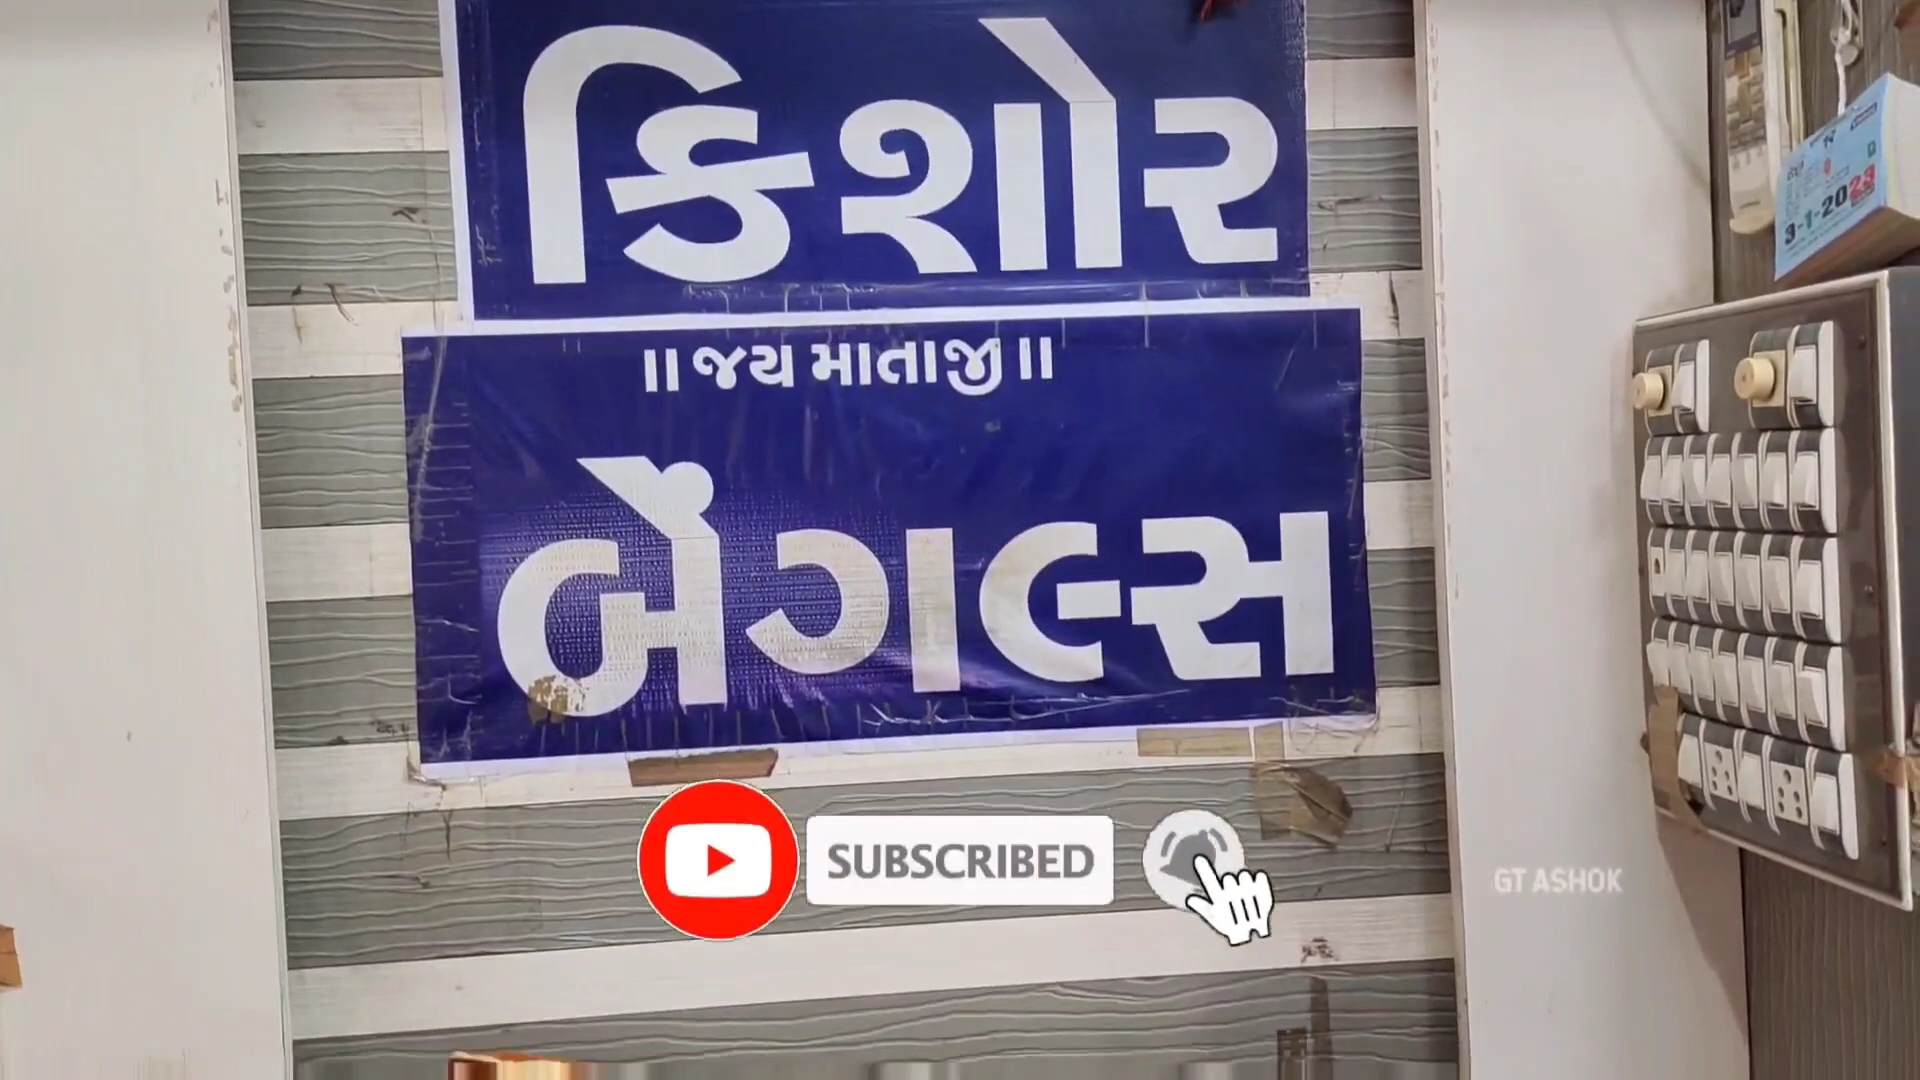 કિશોર
॥ જય માતાજી ॥
બેંગલ્સ
3-1-2023
SUBSCRIBED
GT ASHOK